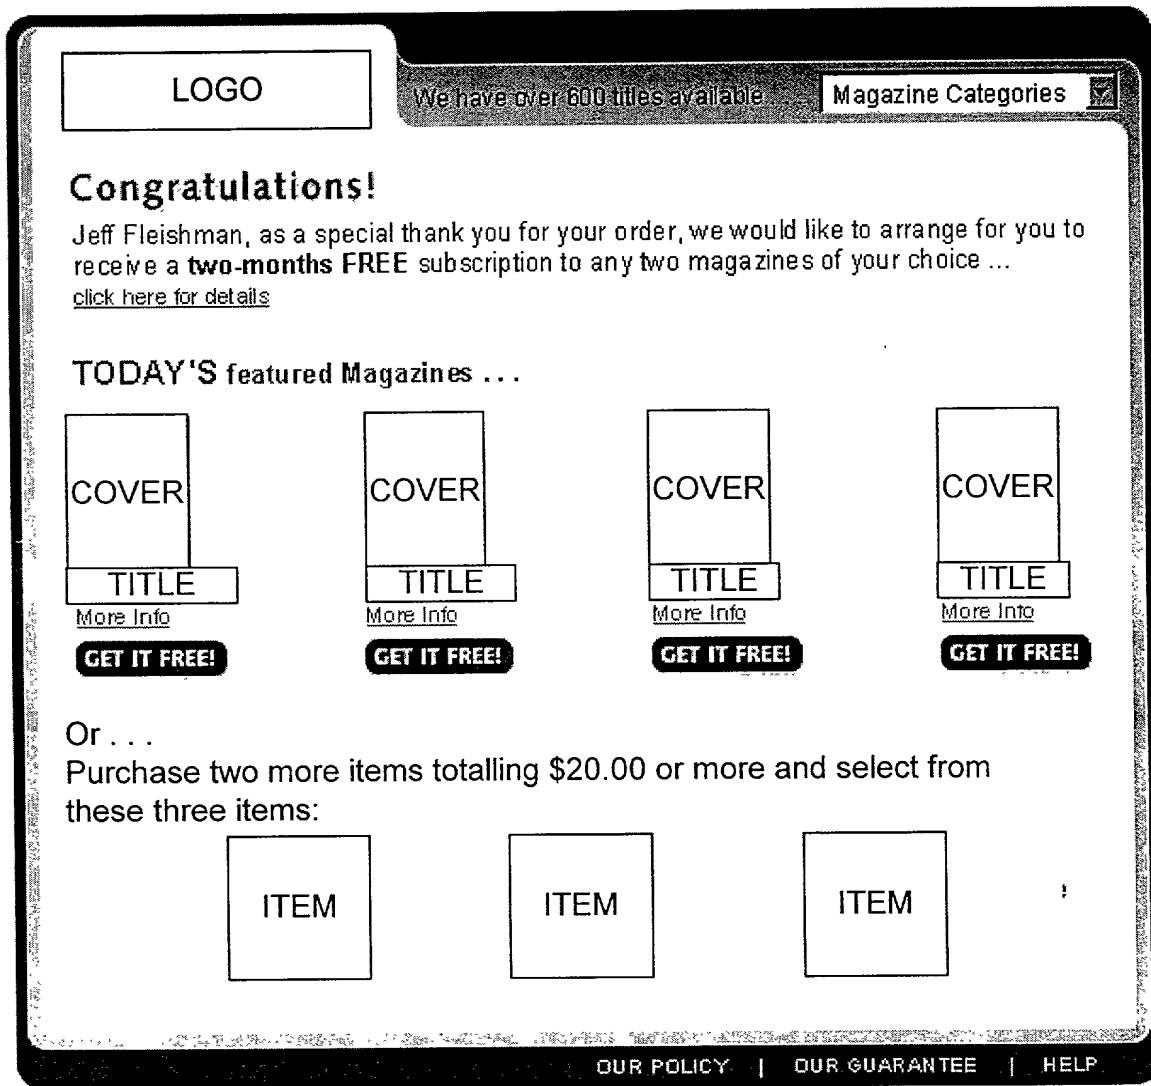 LOGO
We have over 600 titles available
Magazine Categories
Congratulations!
Jeff Fleishman, as a special thank you for your order, we would like to arrange for you to
receive a two-months FREE subscription to any two magazines of your choice ...
click here for details
TODAY'S featured Magazines ...
COVER COVER COVER COVER
TITLE TITLE TITLE TITLE
More Info More Info More Info More Info
GET IT FREE! GET IT FREE! GET IT FREE! GET IT FREE!
Or . . .
Purchase two more items totalling $20.00 or more and select from
these three items:
ITEM ITEM ITEM
OUR POLICY | OUR GUARANTEE | HELP